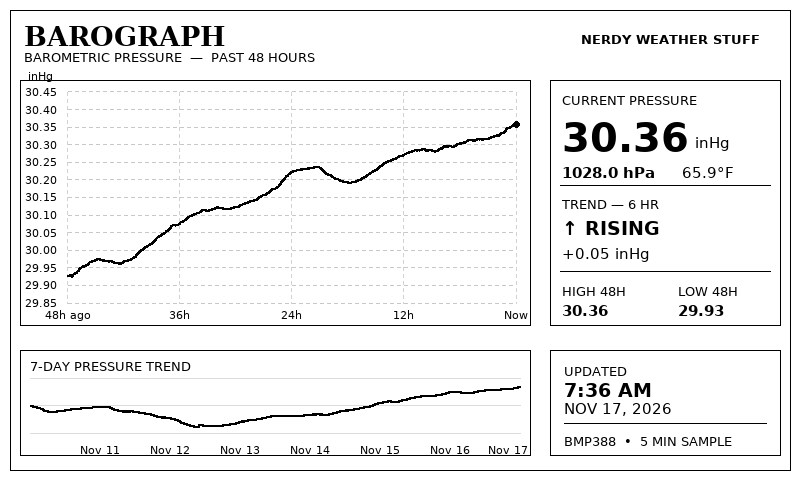 BAROGRAPH
BAROMETRIC PRESSURE — PAST 48 HOURS
NERDY WEATHER STUFF
inHg
30.45
30.40
30.35
30.30
30.25
30.20
30.15
30.10
30.05
30.00
29.95
29.90
29.85
48h ago 36h 24h 12h Now
CURRENT PRESSURE
30.36 inHg
1028.0 hPa 65.9°F
TREND — 6 HR
↑ RISING
+0.05 inHg
HIGH 48H LOW 48H
30.36 29.93
7-DAY PRESSURE TREND
Nov 11 Nov 12 Nov 13 Nov 14 Nov 15 Nov 16 Nov 17
UPDATED
7:36 AM
NOV 17, 2026
BMP388 • 5 MIN SAMPLE